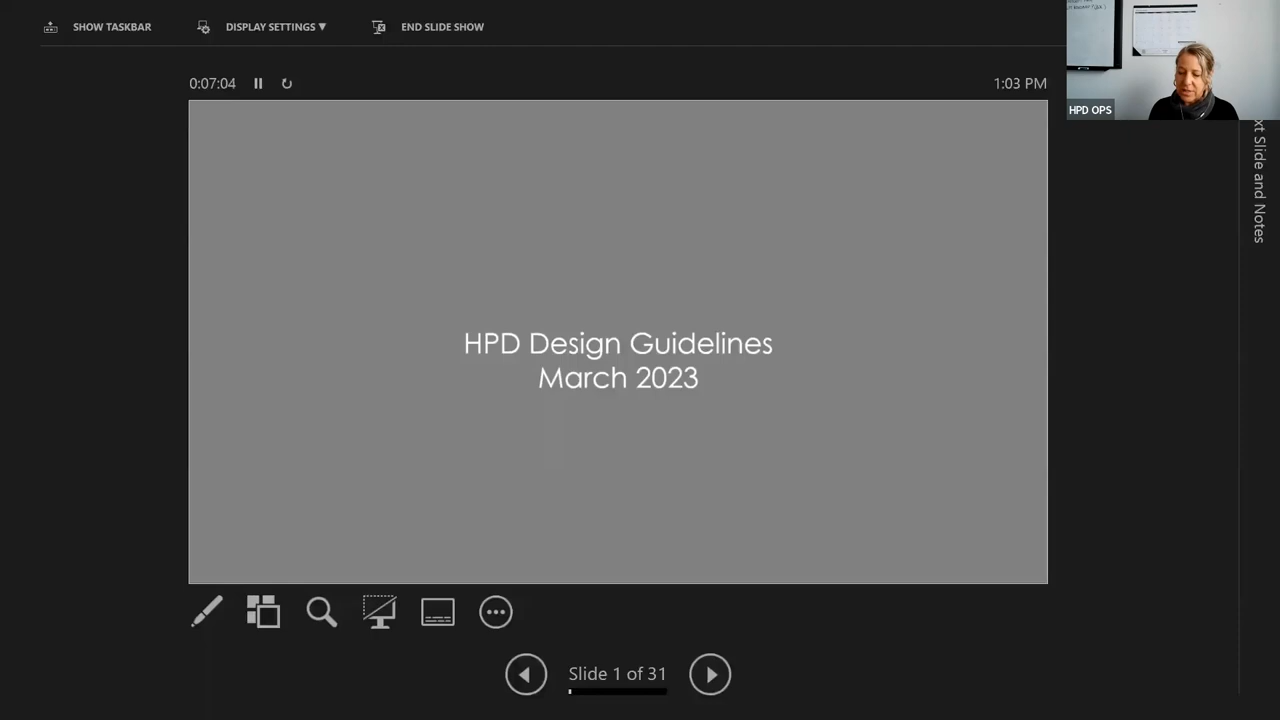 SHOW TASKBAR
DISPLAY SETTINGS ▼
END SLIDE SHOW
0:07:04
1:03 PM
HPD OPS
Slide and Notes
HPD Design Guidelines
March 2023
Slide 1 of 31